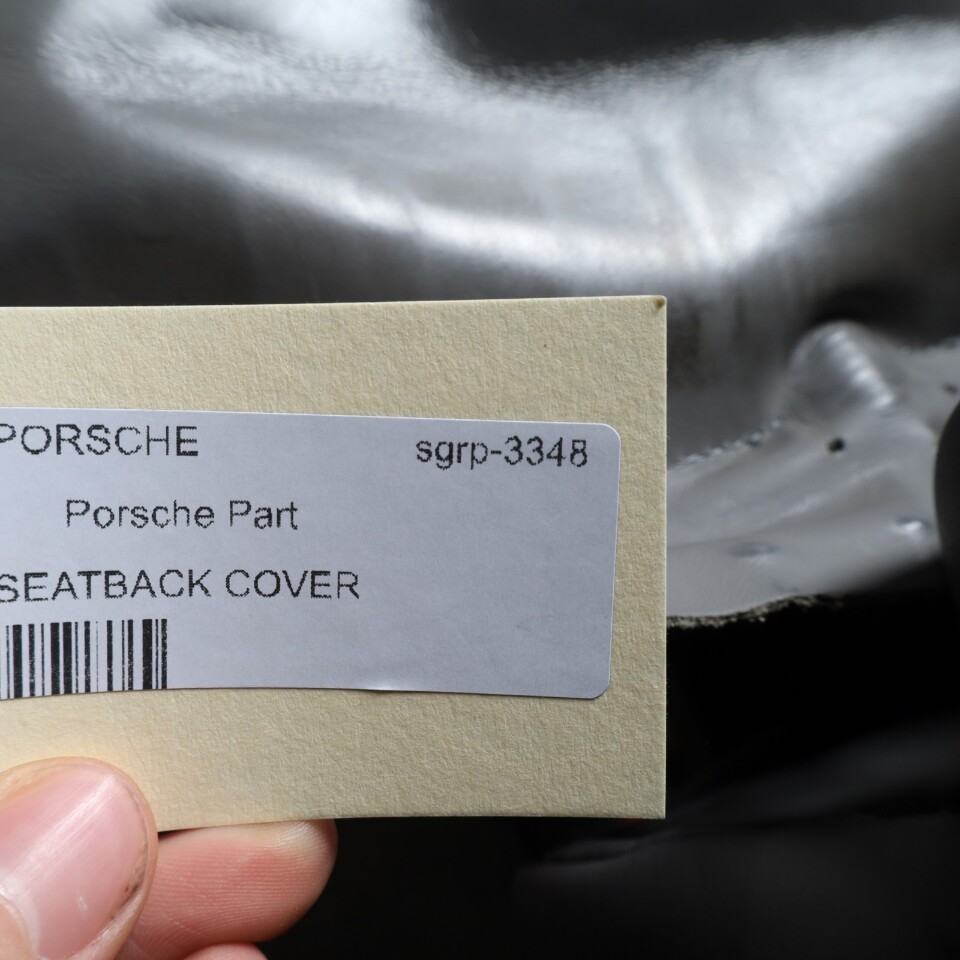 PORSCHE sgrp-3348
Porsche Part
SEATBACK COVER